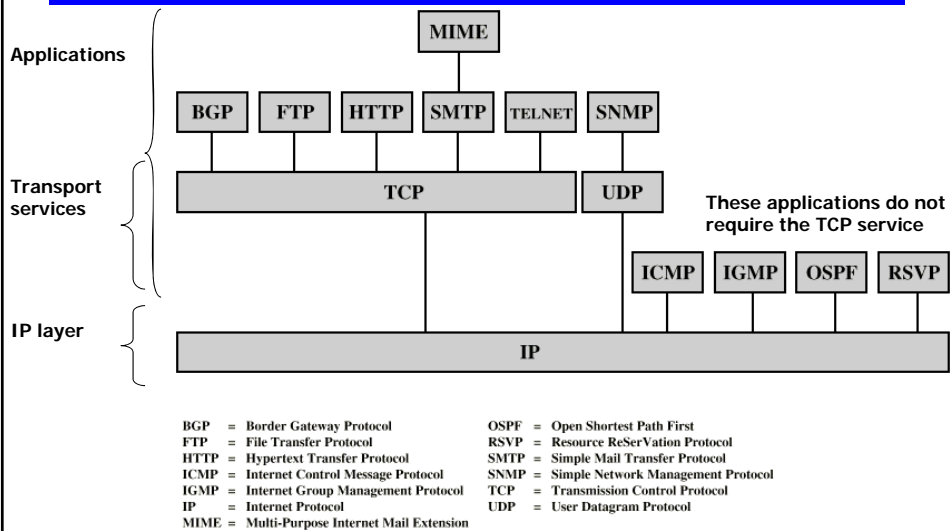 MIME
Applications
BGP FTP HTTP SMTP TELNET SNMP
Transport
services
TCP UDP
These applications do not
require the TCP service
ICMP IGMP OSPF RSVP
IP layer
IP
BGP = Border Gateway Protocol
FTP = File Transfer Protocol
HTTP = Hypertext Transfer Protocol
ICMP = Internet Control Message Protocol
IGMP = Internet Group Management Protocol
IP = Internet Protocol
MIME = Multi-Purpose Internet Mail Extension
OSPF = Open Shortest Path First
RSVP = Resource ReSerVation Protocol
SMTP = Simple Mail Transfer Protocol
SNMP = Simple Network Management Protocol
TCP = Transmission Control Protocol
UDP = User Datagram Protocol